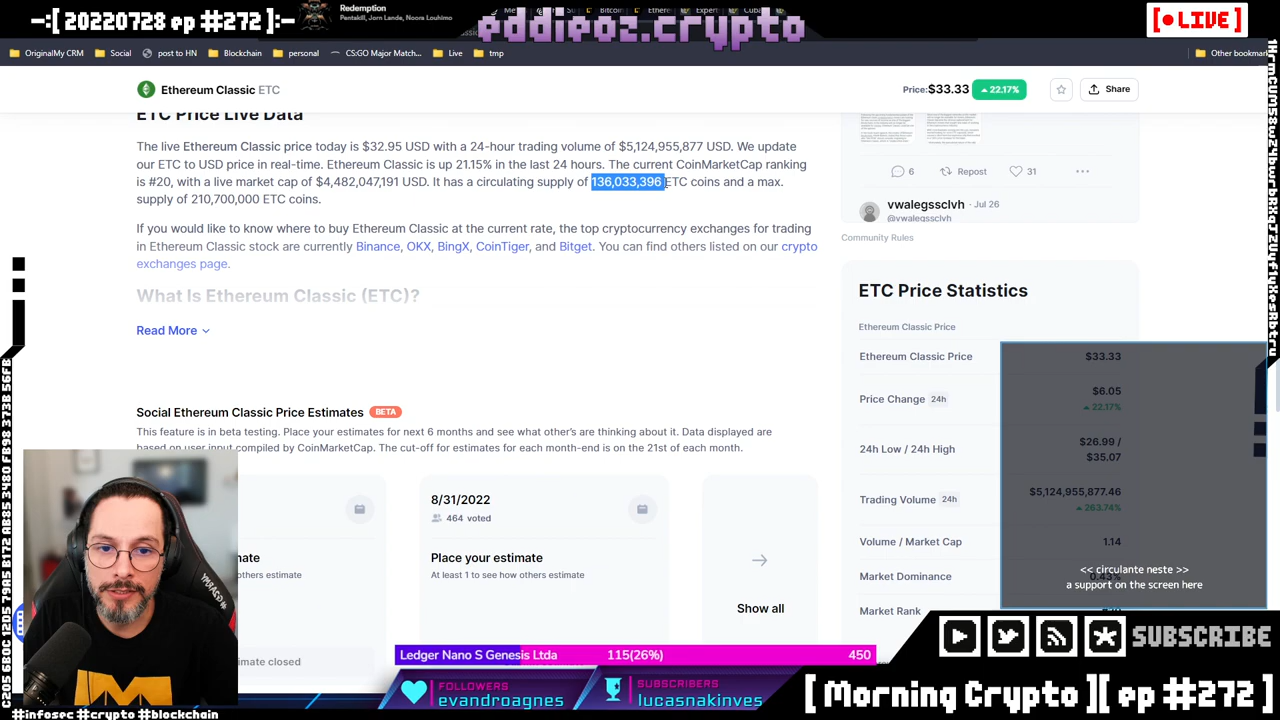 -:[ 20220728 ep #272 ]:-
Redemption
Pentakill, Jorn Lande, Noora Louhimo
eddieoz.crypto
[● LIVE ]
OriginalMy CRM
Social
post to HN
Blockchain
personal
CS:GO Major Match...
Live
tmp
Other bookmar
Ethereum Classic ETC
Price:$33.33
22.17%
Share
ETC Price Live Data
The live Ethereum Classic price today is $32.95 USD with a 24-hour trading volume of $5,124,955,877 USD. We update
our ETC to USD price in real-time. Ethereum Classic is up 21.15% in the last 24 hours. The current CoinMarketCap ranking
is #20, with a live market cap of $4,482,047,191 USD. It has a circulating supply of 136,033,396 ETC coins and a max.
supply of 210,700,000 ETC coins.
If you would like to know where to buy Ethereum Classic at the current rate, the top cryptocurrency exchanges for trading
in Ethereum Classic stock are currently Binance, OKX, BingX, CoinTiger, and Bitget. You can find others listed on our crypto
exchanges page.
What Is Ethereum Classic (ETC)?
Read More
6
Repost
31
vwalegssclvh · Jul 26
@vwalegssclvh
Community Rules
ETC Price Statistics
Ethereum Classic Price
Ethereum Classic Price
$33.33
Price Change 24h
$6.05
22.17%
24h Low / 24h High
$26.99 /
$35.07
Trading Volume 24h
$5,124,955,877.46
263.74%
Volume / Market Cap
1.14
Market Dominance
0.43%
Market Rank
<< circulante neste >>
a support on the screen here
Social Ethereum Classic Price Estimates BETA
This feature is in beta testing. Place your estimates for next 6 months and see what other's are thinking about it. Data displayed are
based on user input compiled by CoinMarketCap. The cut-off for estimates for each month-end is on the 21st of each month.
8/31/2022
464 voted
Place your estimate
At least 1 to see how others estimate
Show all
Ledger Nano S Genesis Ltda
115(26%)
450
FOLLOWERS
evandroagnes
SUBSCRIBERS
lucasnakinves
SUBSCRIBE
[ Morning Crypto ][ ep #272 ]
#infosec #crypto #blockchain